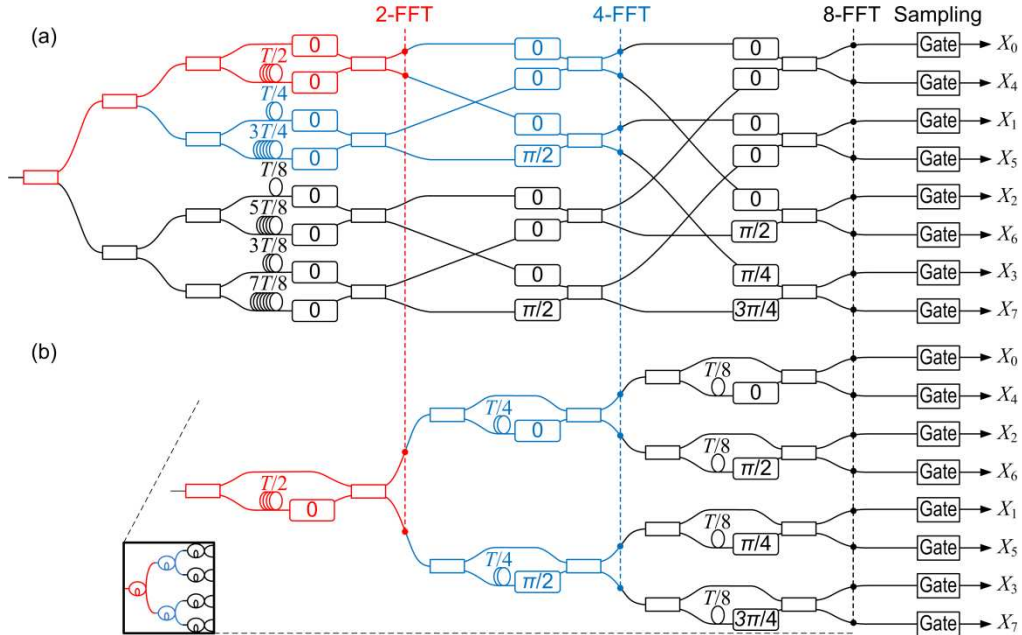 2-FFT 4-FFT 8-FFT Sampling
(a)
0 0 0 Gate X0
T/2
0 0 0 Gate X4
T/4
0 0 0 Gate X1
3T/4
0 π/2 0 Gate X5
T/8
0 0 0 Gate X2
5T/8
0 0 π/2 Gate X6
3T/8
0 0 π/4 Gate X3
7T/8
0 π/2 3π/4 Gate X7
(b)
Gate X0
T/8
0 Gate X4
T/4
0
Gate X2
T/8
π/2 Gate X6
T/2
0
Gate X1
T/8
π/4 Gate X5
T/4
π/2
Gate X3
T/8
3π/4 Gate X7